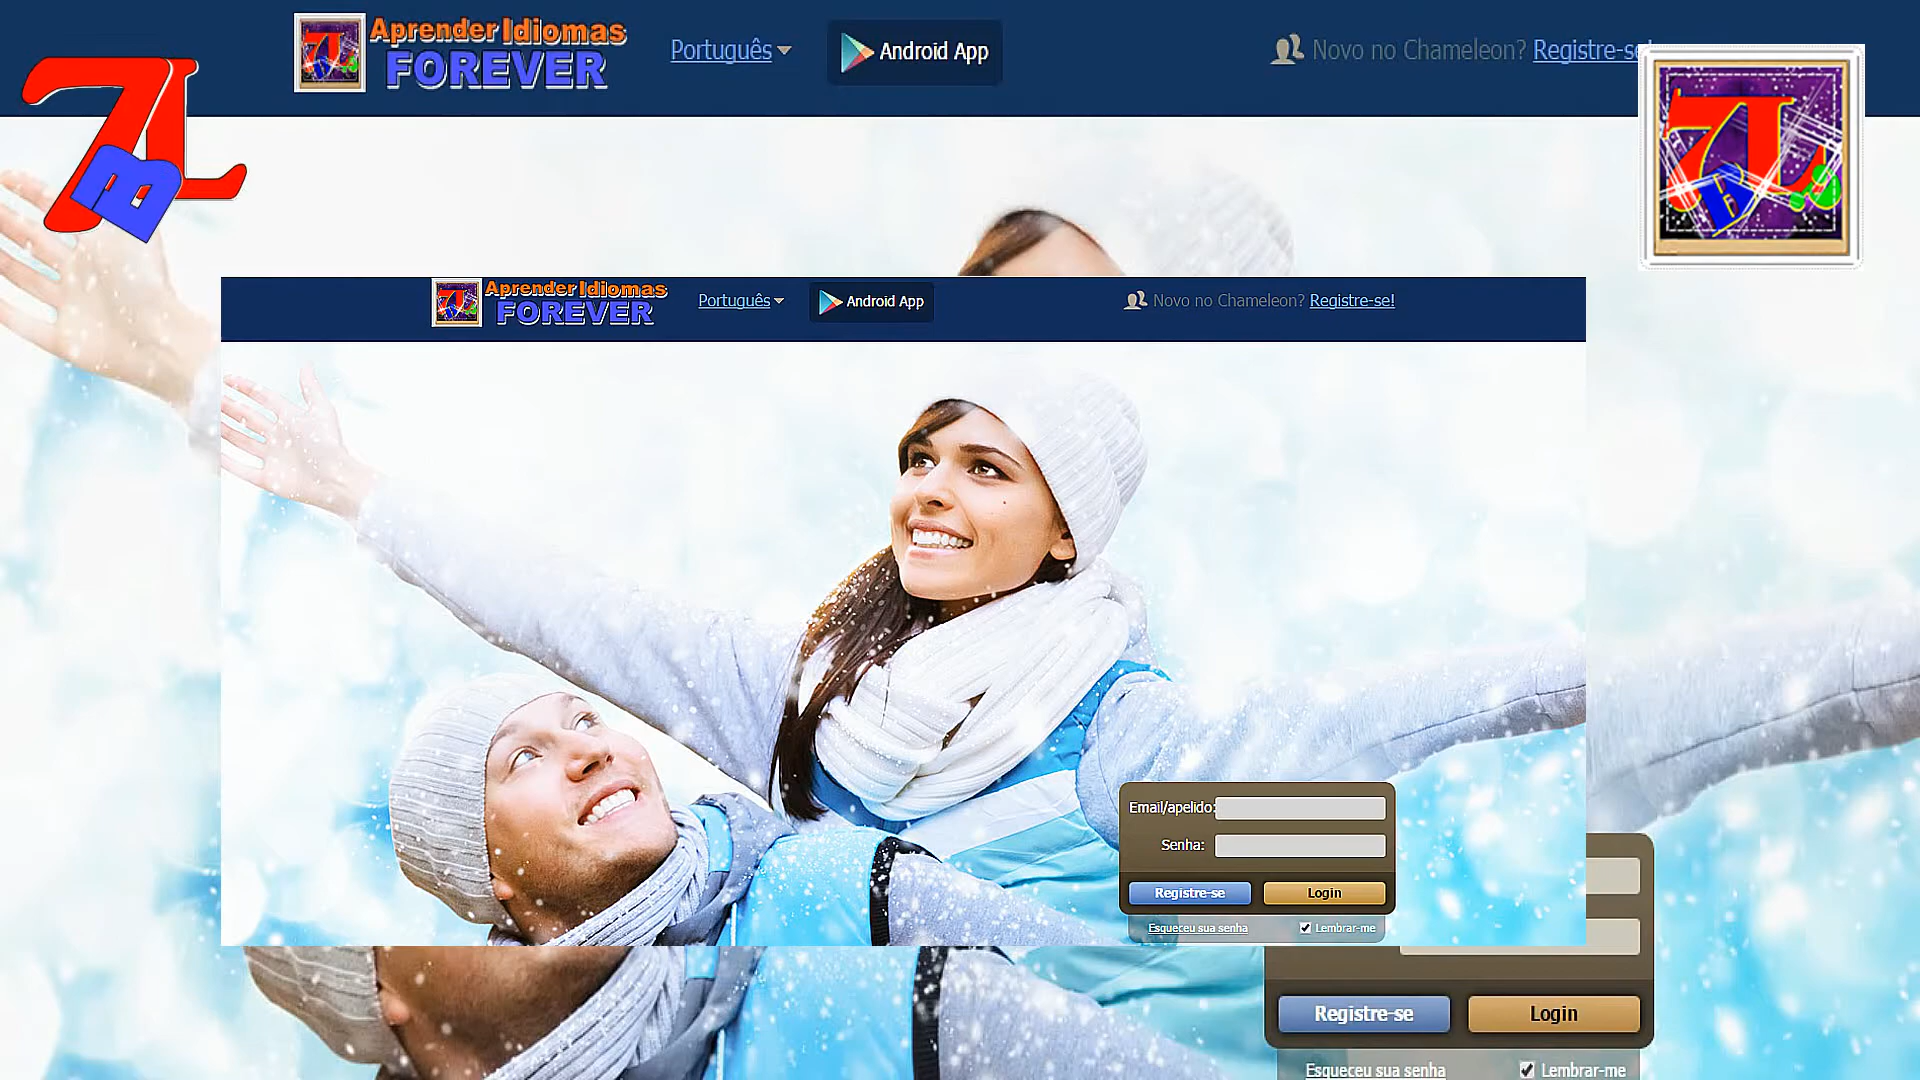 Aprender Idiomas
FOREVER
Português
Android App
Novo no Chameleon? Registre-se!
7L
B
7L
B
Aprender Idiomas
FOREVER
Português
Android App
Novo no Chameleon? Registre-se!
Email/apelido:
Senha:
Registre-se
Login
Esqueceu sua senha
Lembrar-me
Registre-se
Login
Esqueceu sua senha
Lembrar-me